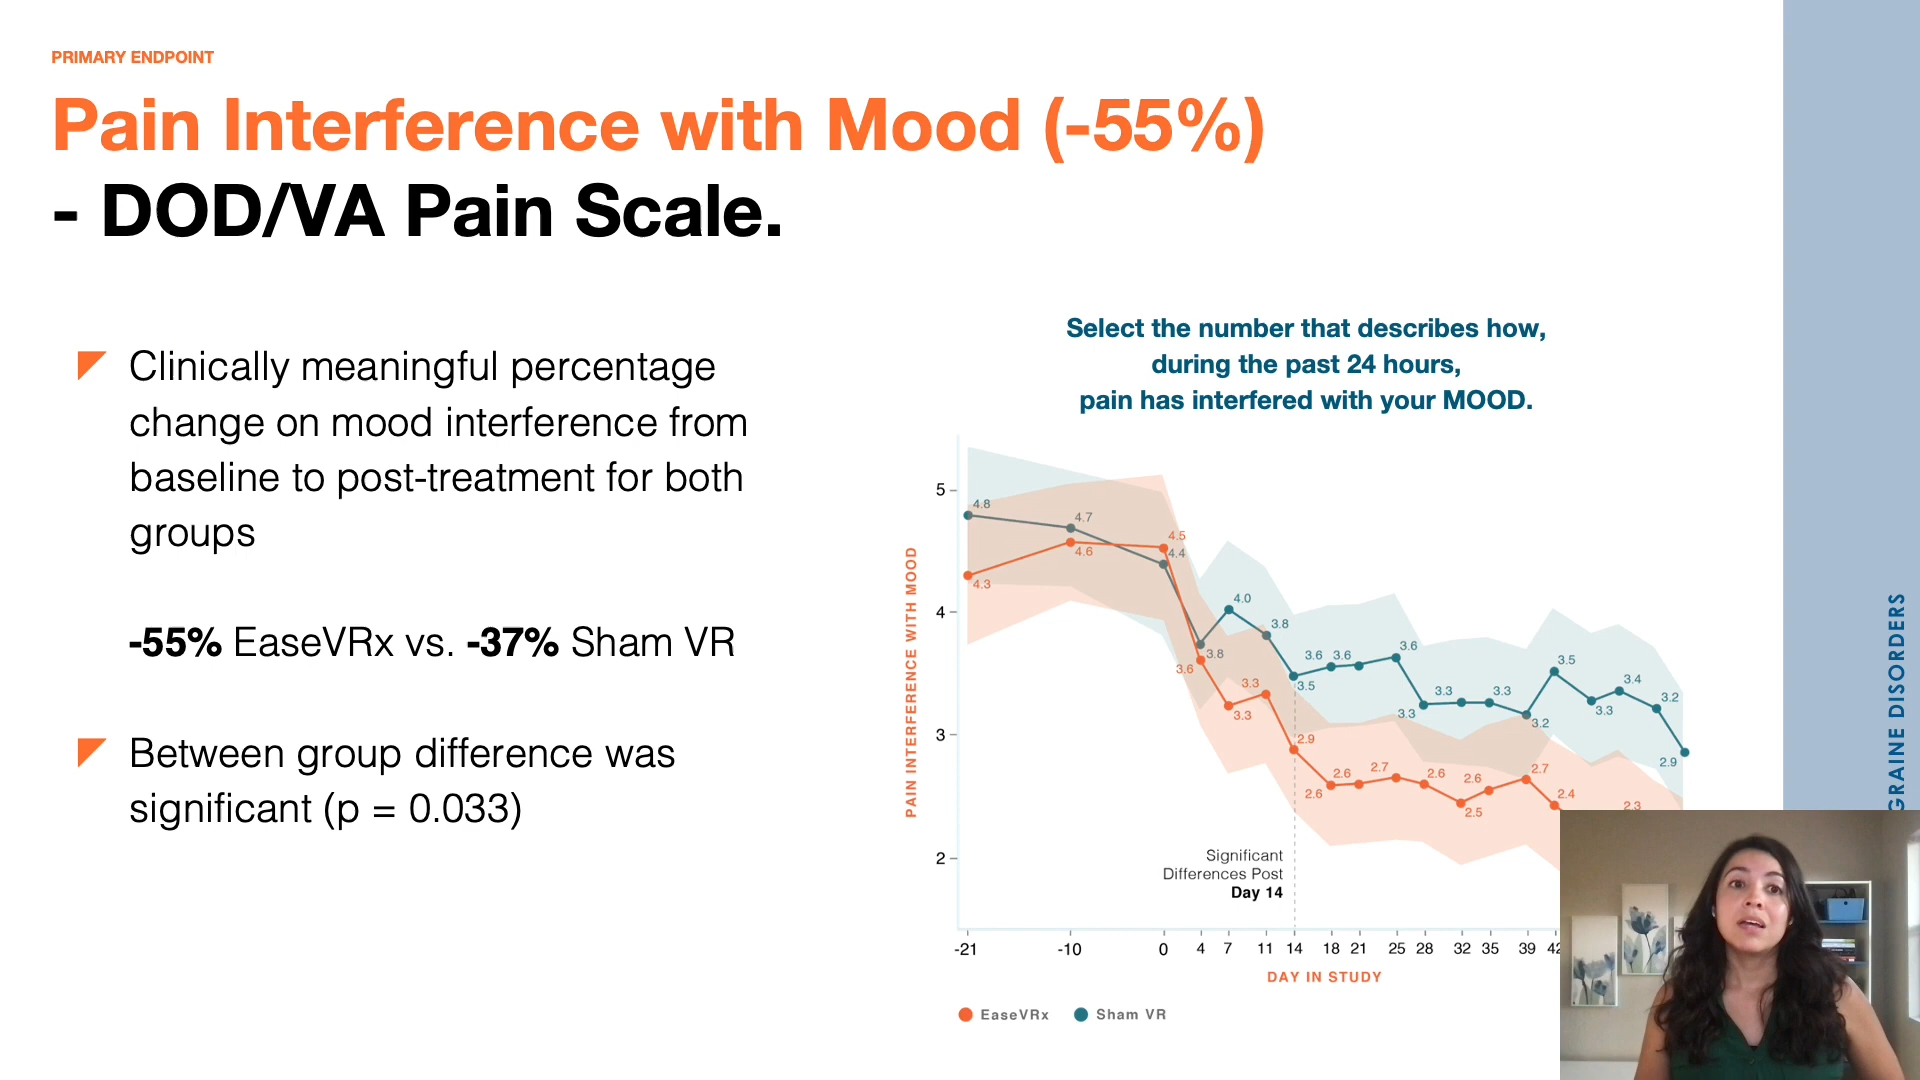 PRIMARY ENDPOINT
Pain Interference with Mood (-55%)
- DOD/VA Pain Scale.
Clinically meaningful percentage
change on mood interference from
baseline to post-treatment for both
groups
-55% EaseVRx vs. -37% Sham VR
Between group difference was
significant (p = 0.033)
Select the number that describes how,
during the past 24 hours,
pain has interfered with your MOOD.
PAIN INTERFERENCE WITH MOOD
5
4
3
2
4.8
4.7
4.4
3.8
4.0
3.8
3.5
3.6
3.6
3.6
3.3
3.3
3.3
3.2
3.5
3.3
3.4
3.2
2.9
4.3
4.6
4.5
3.6
3.3
3.3
2.9
2.6
2.6
2.7
2.6
2.5
2.6
2.7
2.4
2.3
Significant
Differences Post
Day 14
-21 -10 0 4 7 11 14 18 21 25 28 32 35 39 42
DAY IN STUDY
EaseVRx Sham VR
GRAINE DISORDERS